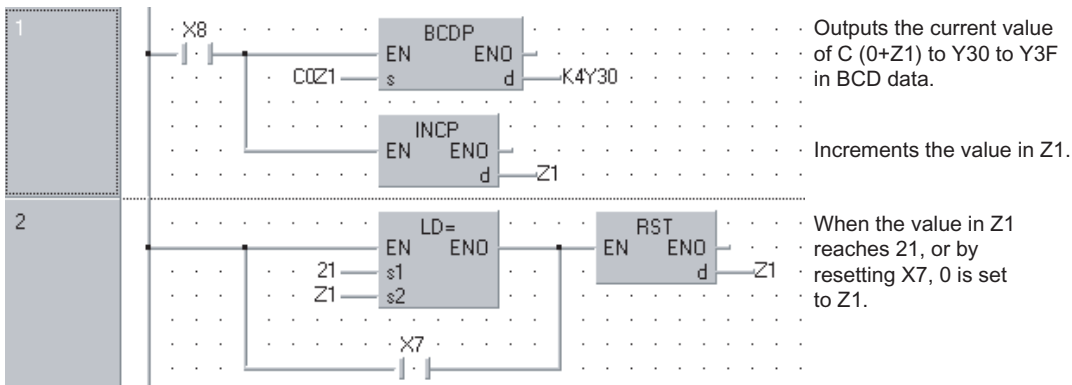 1
X8
BCDP
EN ENO
C0Z1 s d K4Y30
Outputs the current value
of C (0+Z1) to Y30 to Y3F
in BCD data.
INCP
EN ENO
d Z1
Increments the value in Z1.
2
LD=
EN ENO
21 s1
Z1 s2
RST
EN ENO
d Z1
X7
When the value in Z1
reaches 21, or by
resetting X7, 0 is set
to Z1.